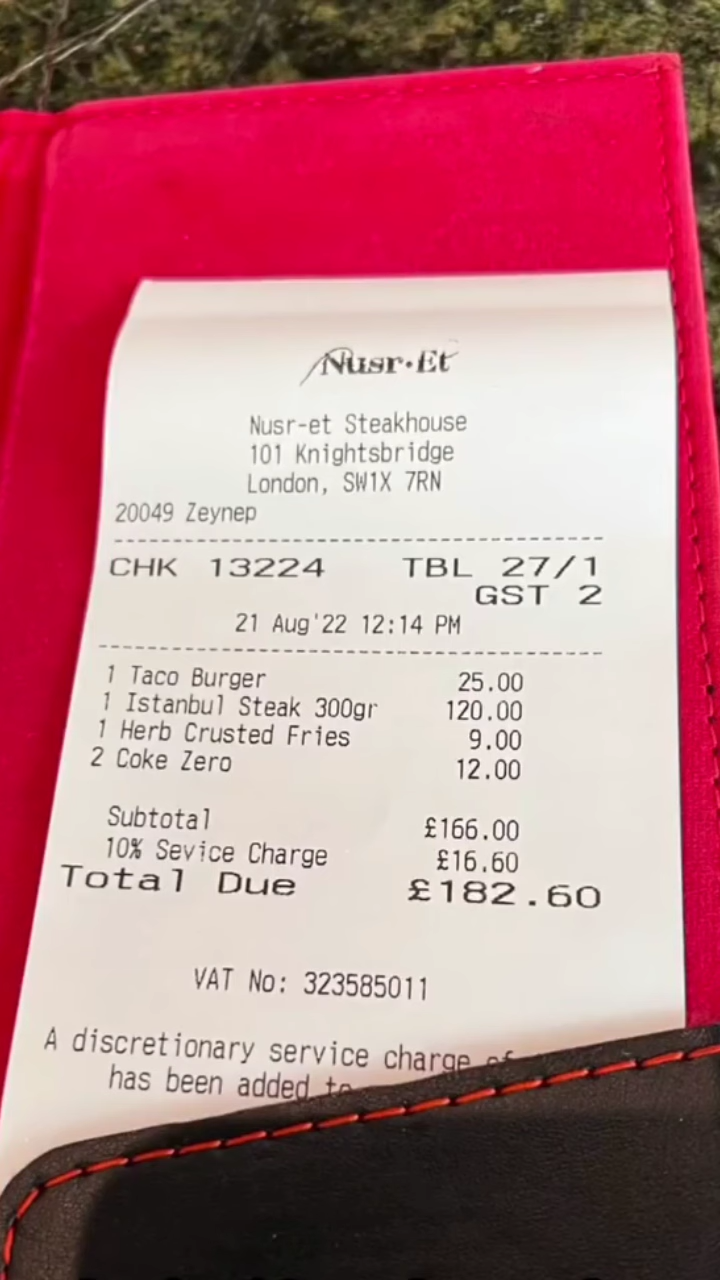 Nusr·Et
Nusr-et Steakhouse
101 Knightsbridge
London, SW1X 7RN
20049 Zeynep
CHK 13224 TBL 27/1
GST 2
21 Aug'22 12:14 PM
1 Taco Burger 25.00
1 Istanbul Steak 300gr 120.00
1 Herb Crusted Fries 9.00
2 Coke Zero 12.00
Subtotal £166.00
10% Sevice Charge £16.60
Total Due £182.60
VAT No: 323585011
A discretionary service charge of
has been added to